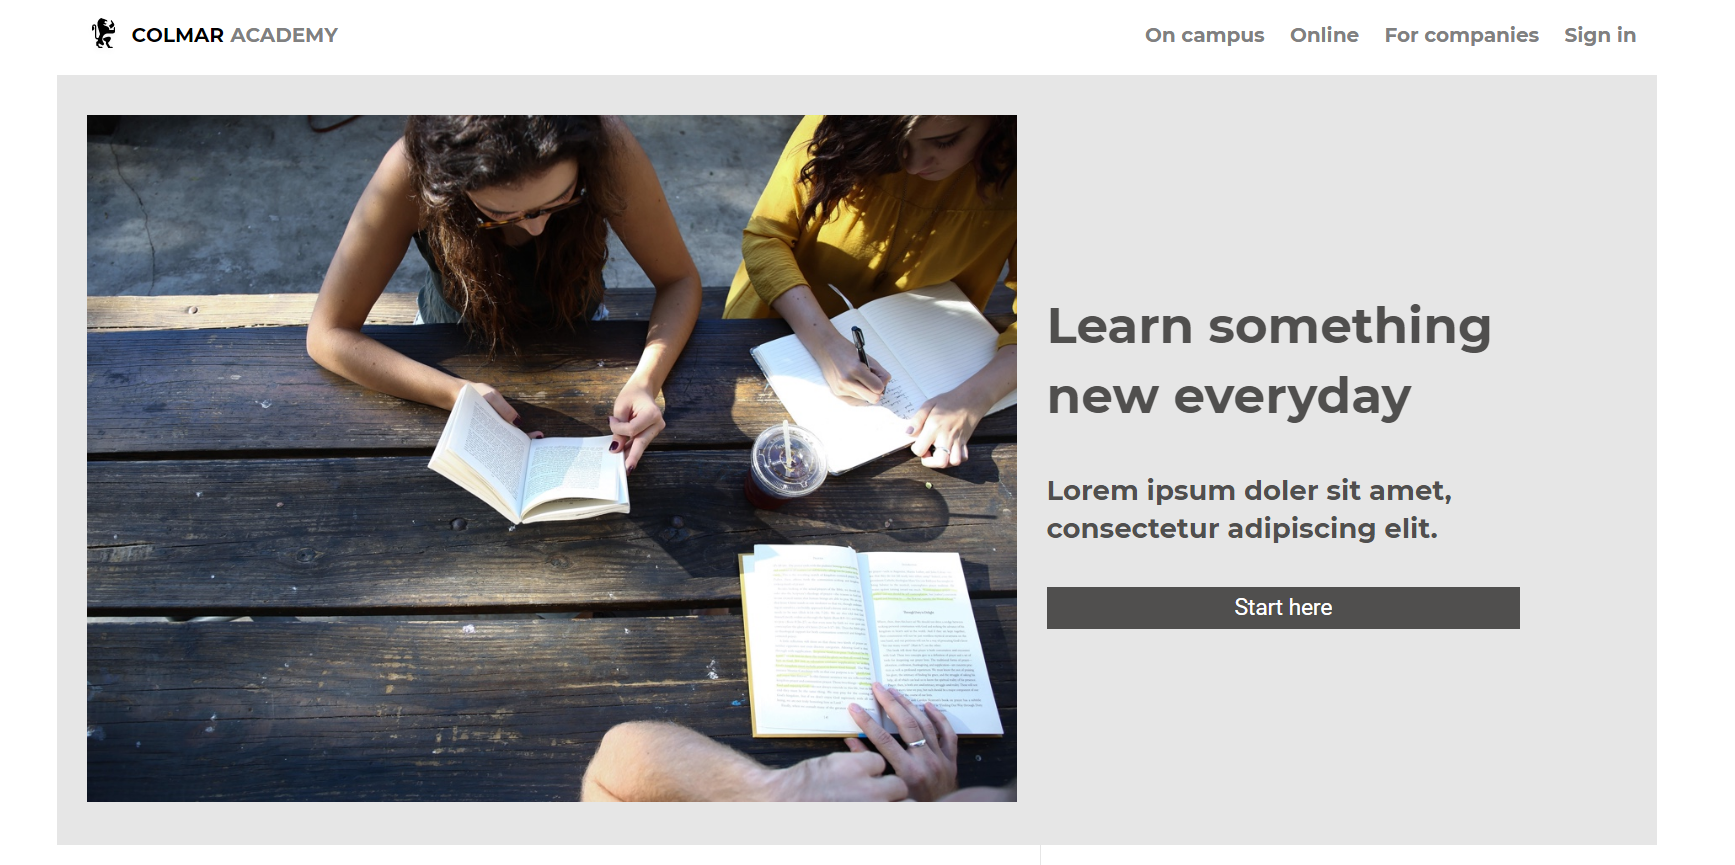 COLMAR ACADEMY
On campus Online For companies Sign in
Learn something
new everyday
Lorem ipsum doler sit amet,
consectetur adipiscing elit.
Start here